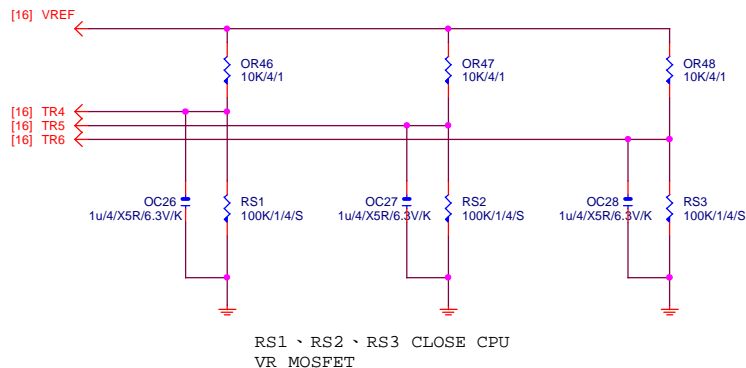 [16] VREF
OR46
10K/4/1
OR47
10K/4/1
OR48
10K/4/1
[16] TR4
[16] TR5
[16] TR6
OC26
1u/4/X5R/6.3V/K
RS1
100K/1/4/S
OC27
1u/4/X5R/6.3V/K
RS2
100K/1/4/S
OC28
1u/4/X5R/6.3V/K
RS3
100K/1/4/S
RS1、RS2、RS3 CLOSE CPU
VR MOSFET